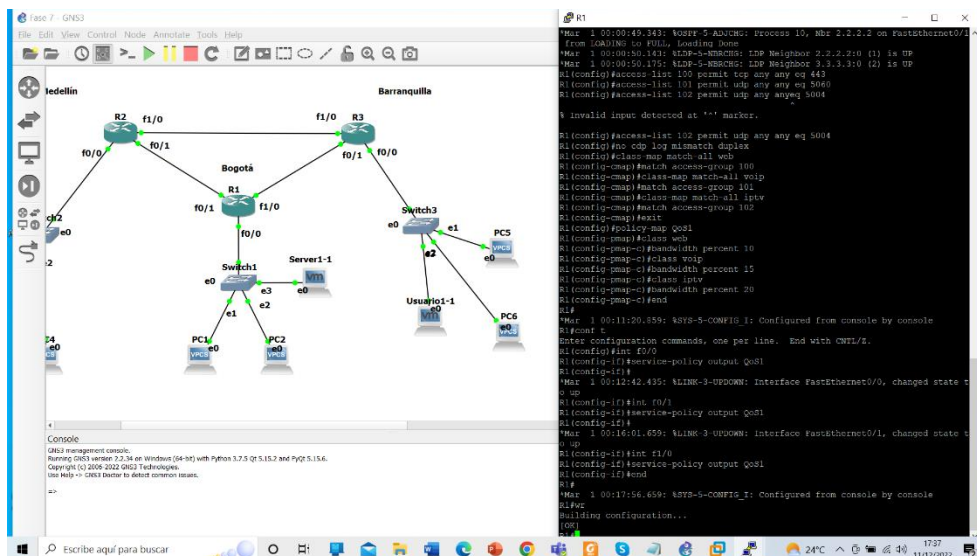 Fase 7 - GNS3
File Edit View Control Node Annotate Tools Help
Medellín
Barranquilla
R2
f1/0
f1/0
R3
f0/0
f0/1
f0/1
f0/0
Bogotá
R1
f0/1
f1/0
f0/0
e0
Switch3
e0
e1
PC5
e0
e2
Switch1
e0
Server1-1
e0
e3
e2
e1
Usuario1-1
e0
PC6
e0
PC1
e0
PC2
e0
e0
Console
GNS3 management console.
Running GNS3 version 2.2.34 on Windows (64-bit) with Python 3.7.5 Qt 5.15.2 and PyQt 5.15.6.
Copyright (c) 2006-2022 GNS3 Technologies.
Use Help -> GNS3 Doctor to detect common issues.
=>
R1
*Mar 1 00:00:49.343: %OSPF-5-ADJCHG: Process 10, Nbr 2.2.2.2 on FastEthernet0/1
from LOADING to FULL, Loading Done
*Mar 1 00:00:50.143: %LDP-5-NBRCHG: LDP Neighbor 2.2.2.2:0 (1) is UP
*Mar 1 00:00:50.175: %LDP-5-NBRCHG: LDP Neighbor 3.3.3.3:0 (2) is UP
R1(config)#access-list 100 permit tcp any any eq 443
R1(config)#access-list 101 permit udp any any eq 5060
R1(config)#access-list 102 permit udp any anyeq 5004
^
% Invalid input detected at '^' marker.
R1(config)#access-list 102 permit udp any any eq 5004
R1(config)#no cdp log mismatch duplex
R1(config)#class-map match-all web
R1(config-cmap)#match access-group 100
R1(config-cmap)#class-map match-all voip
R1(config-cmap)#match access-group 101
R1(config-cmap)#class-map match-all iptv
R1(config-cmap)#match access-group 102
R1(config-cmap)#exit
R1(config)#policy-map QoS1
R1(config-pmap)#class web
R1(config-pmap-c)#bandwidth percent 10
R1(config-pmap-c)#class voip
R1(config-pmap-c)#bandwidth percent 15
R1(config-pmap-c)#class iptv
R1(config-pmap-c)#bandwidth percent 20
R1(config-pmap-c)#end
R1#
*Mar 1 00:11:20.859: %SYS-5-CONFIG_I: Configured from console by console
R1#conf t
Enter configuration commands, one per line. End with CNTL/Z.
R1(config)#int f0/0
R1(config-if)#service-policy output QoS1
R1(config-if)#
*Mar 1 00:12:42.435: %LINK-3-UPDOWN: Interface FastEthernet0/0, changed state t
o up
R1(config-if)#int f0/1
R1(config-if)#service-policy output QoS1
R1(config-if)#
*Mar 1 00:16:01.659: %LINK-3-UPDOWN: Interface FastEthernet0/1, changed state t
o up
R1(config-if)#int f1/0
R1(config-if)#service-policy output QoS1
R1(config-if)#end
R1#
*Mar 1 00:17:56.659: %SYS-5-CONFIG_I: Configured from console by console
R1#wr
Building configuration...
[OK]
R1#
Escribe aquí para buscar
24°C
17:37
11/12/2022